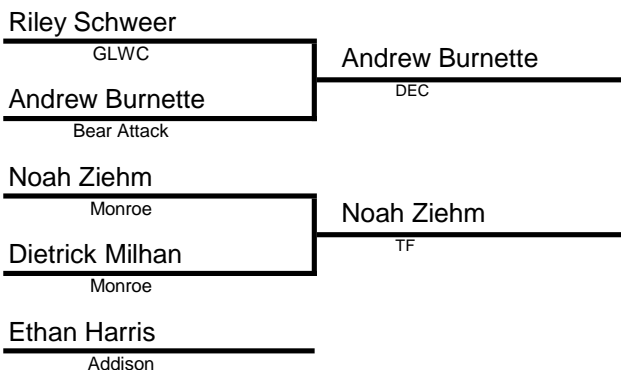 Riley Schweer
GLWC
Andrew Burnette
Bear Attack
Andrew Burnette
DEC
Noah Ziehm
Monroe
Dietrick Milhan
Monroe
Noah Ziehm
TF
Ethan Harris
Addison